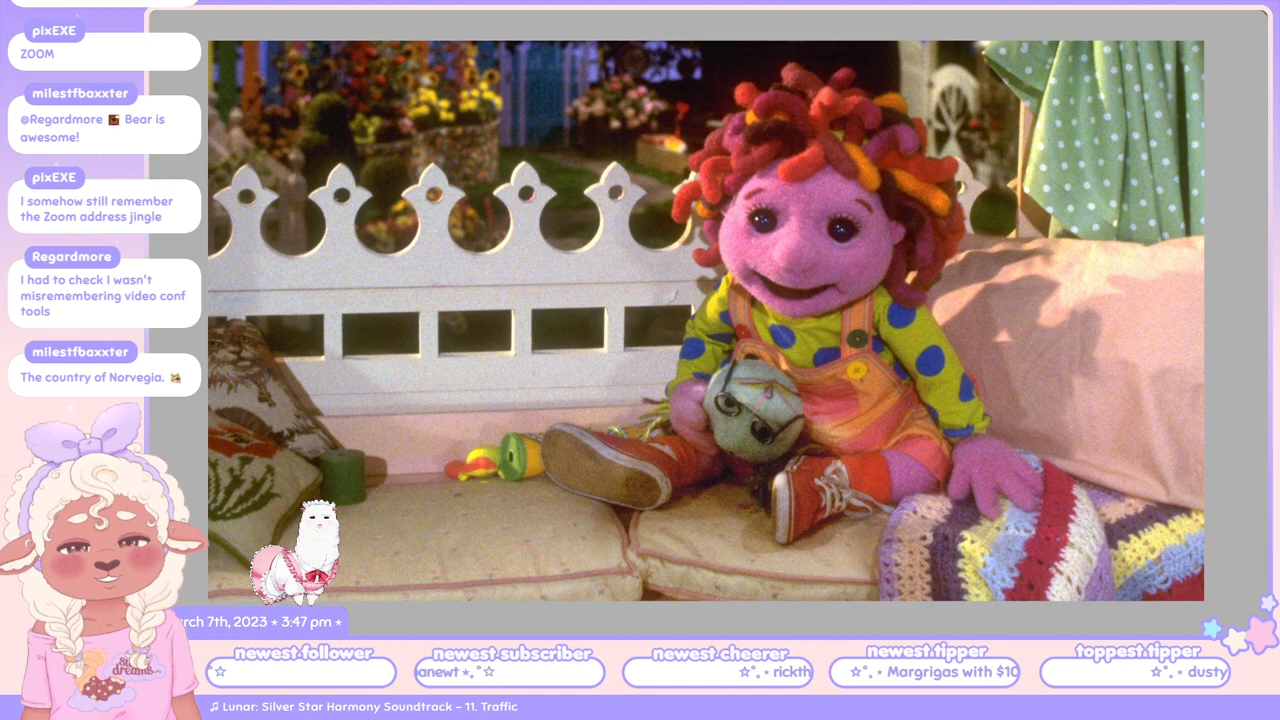 pixEXE
ZOOM
milestfbaxxter
@Regardmore Bear is
awesome!
pixEXE
I somehow still remember
the Zoom address jingle
Regardmore
I had to check I wasn't
misremembering video conf
tools
milestfbaxxter
The country of Norvegia.
rch 7th, 2023 ⋆ 3:47 pm ⋆
newest follower
newest subscriber
anewt ⋆｡˚☆
newest cheerer
☆˚｡⋆ rickth
newest tipper
☆˚｡⋆ Margrigas with $10
toppest tipper
☆˚｡⋆ dusty
♫ Lunar: Silver Star Harmony Soundtrack - 11. Traffic